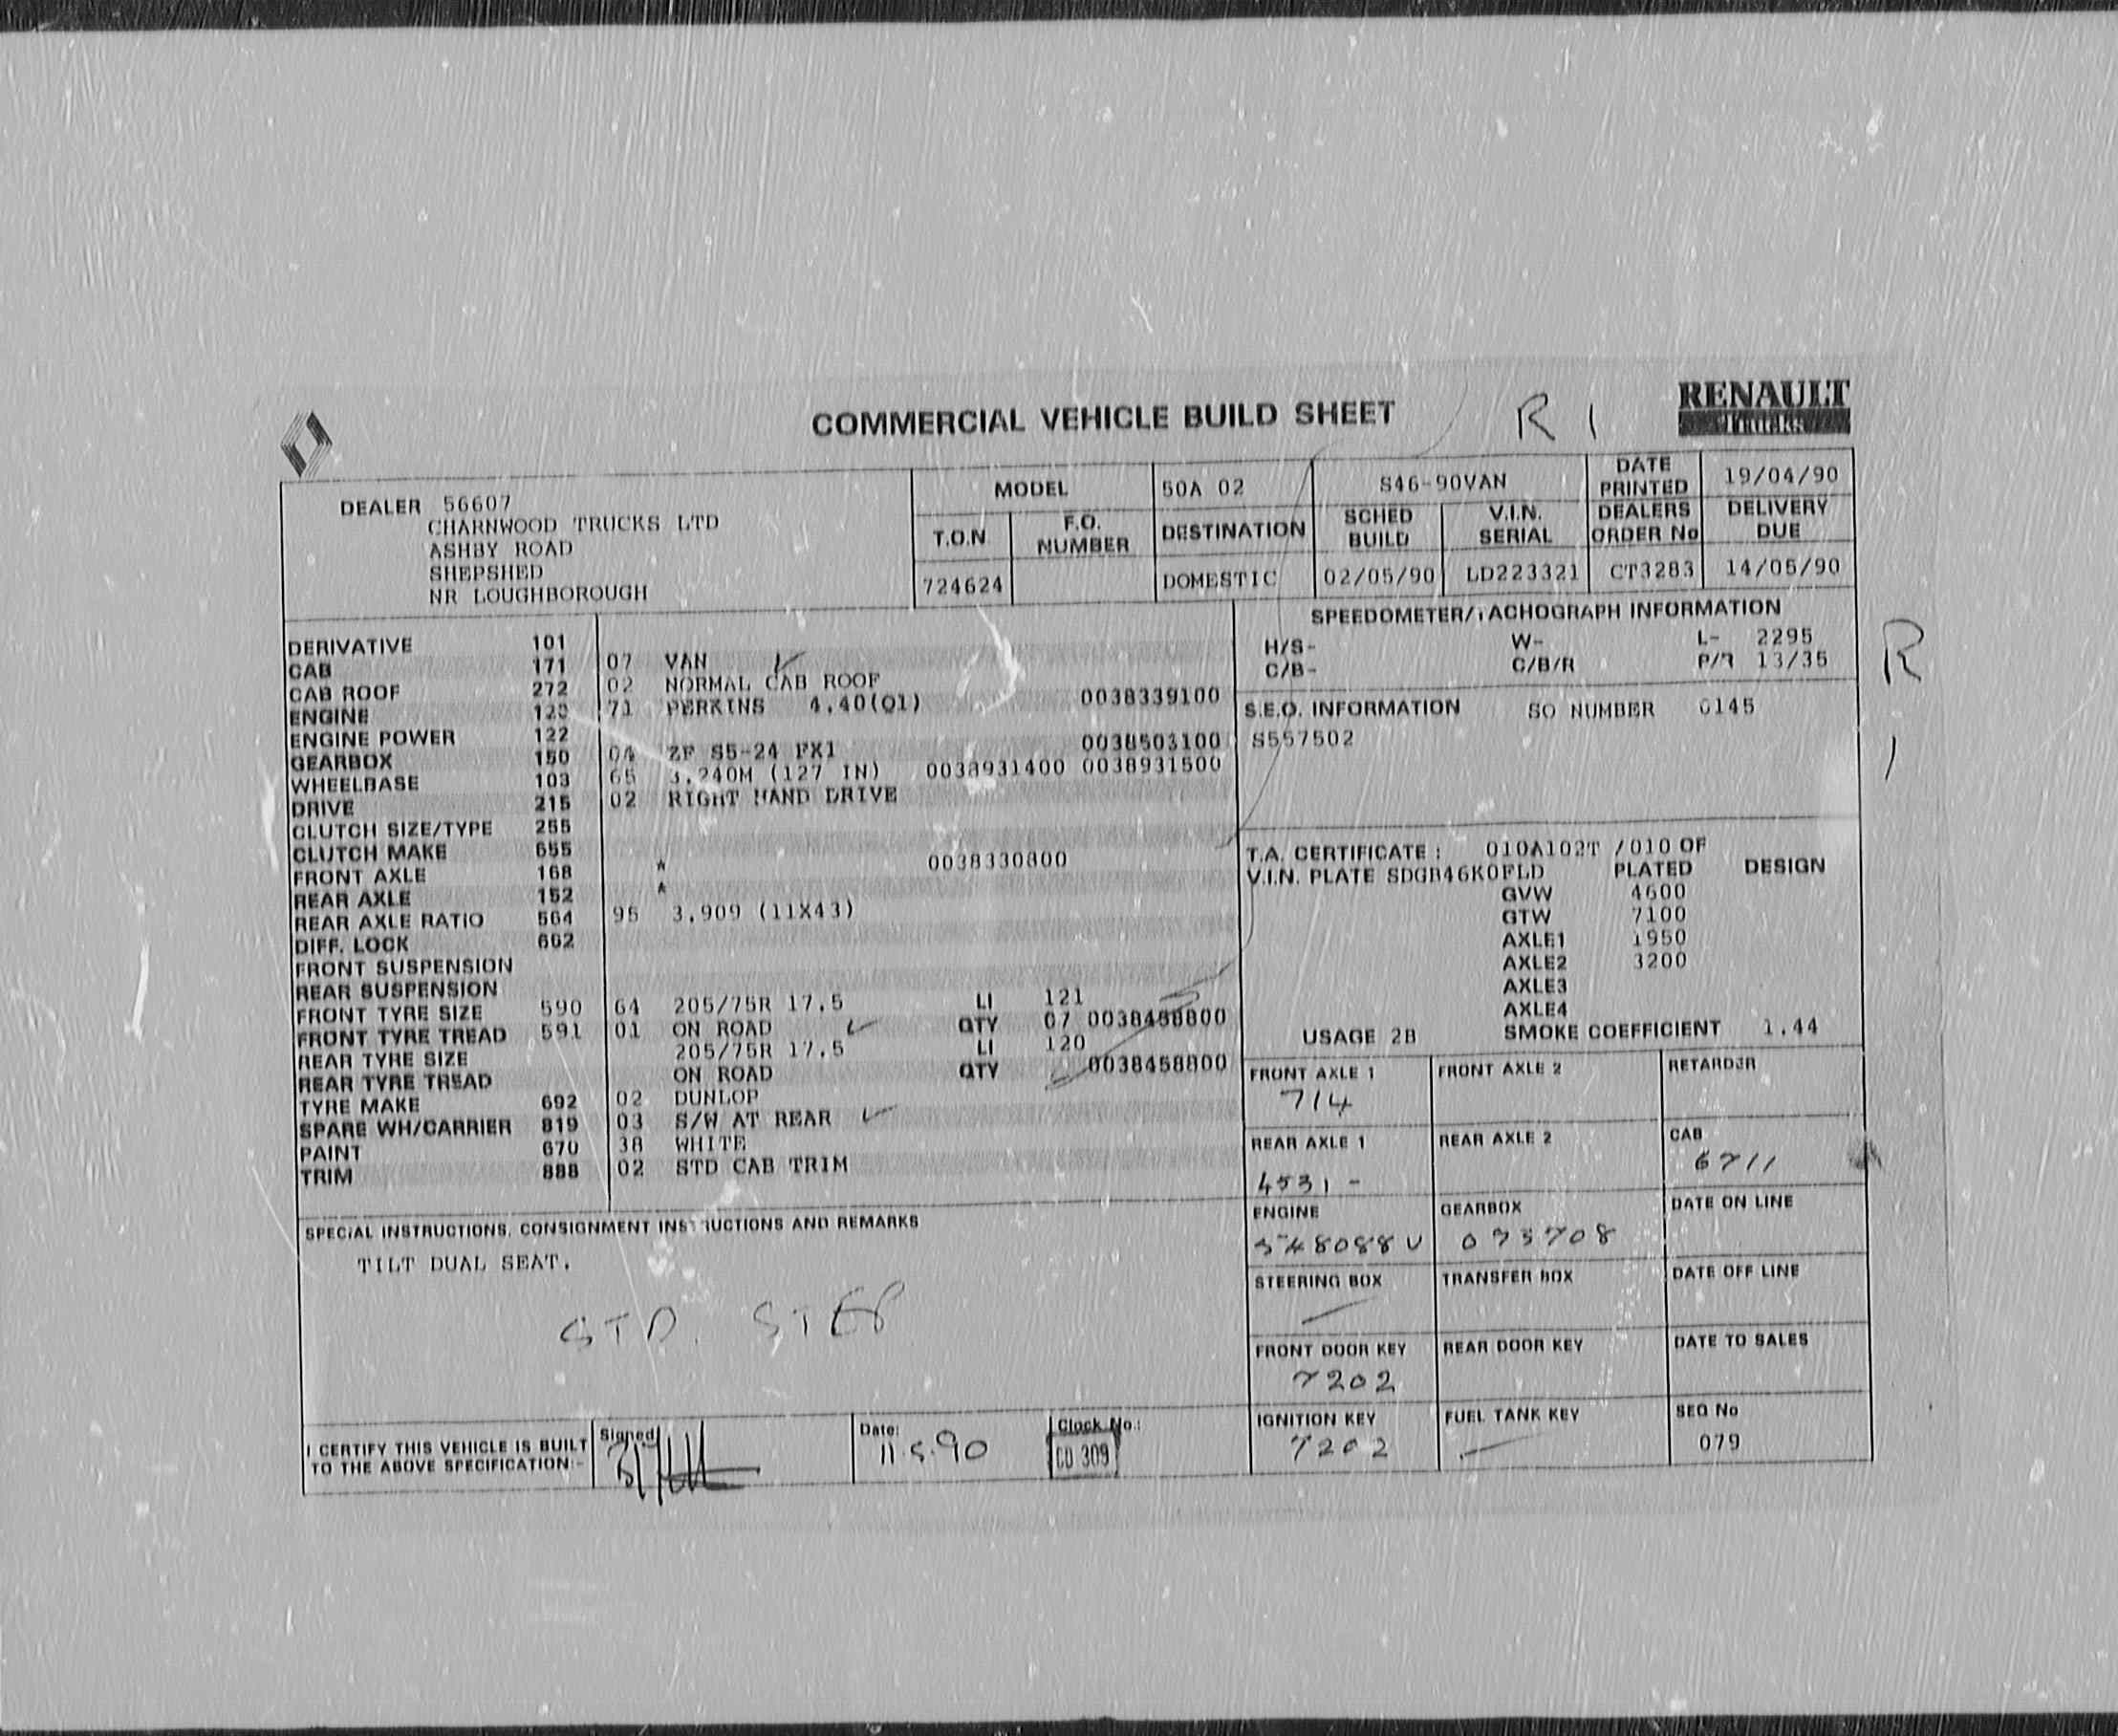 COMMERCIAL VEHICLE BUILD SHEET
R 1
RENAULT
Trucks
DEALER 56607
CHARNWOOD TRUCKS LTD
ASHBY ROAD
SHEPSHED
NR LOUGHBOROUGH
MODEL 50A 02 S46-90VAN
DATE PRINTED 19/04/90
T.O.N 724624
F.O. NUMBER
DESTINATION DOMESTIC
SCHED BUILD 02/05/90
V.I.N. SERIAL LD223321
DEALERS ORDER No CT3283
DELIVERY DUE 14/05/90
DERIVATIVE 101
CAB 171 07 VAN
CAB ROOF 272 02 NORMAL CAB ROOF
ENGINE 120 71 PERKINS 4.40(Q1) 0038339100
ENGINE POWER 122
GEARBOX 150 04 ZF S5-24 FX1 0038503100
WHEELBASE 103 65 3.240M (127 IN) 0038931400 0038931500
DRIVE 215 02 RIGHT HAND DRIVE
CLUTCH SIZE/TYPE 255
CLUTCH MAKE 655
FRONT AXLE 168 * 0038330800
REAR AXLE 152 *
REAR AXLE RATIO 564 95 3.909 (11X43)
DIFF. LOCK 662
FRONT SUSPENSION
REAR SUSPENSION
FRONT TYRE SIZE 590 64 205/75R 17.5 LI 121
FRONT TYRE TREAD 591 01 ON ROAD QTY 07 0038458800
REAR TYRE SIZE 205/75R 17.5 LI 120
REAR TYRE TREAD ON ROAD QTY 0038458800
TYRE MAKE 692 02 DUNLOP
SPARE WH/CARRIER 819 03 S/W AT REAR
PAINT 670 38 WHITE
TRIM 888 02 STD CAB TRIM
SPEEDOMETER/TACHOGRAPH INFORMATION
H/S- W- L- 2295
C/B- C/B/R P/R 13/35
R
1
S.E.O. INFORMATION SO NUMBER 0145
S557502
T.A. CERTIFICATE : 010A102T /010 OF
V.I.N. PLATE SDGB46K0FLD PLATED DESIGN
GVW 4600
GTW 7100
AXLE1 1950
AXLE2 3200
AXLE3
AXLE4
USAGE 2B SMOKE COEFFICIENT 1.44
FRONT AXLE 1 FRONT AXLE 2 RETARDER
714
REAR AXLE 1 REAR AXLE 2 CAB
4531 - 6711
ENGINE GEARBOX DATE ON LINE
073708
STEERING BOX TRANSFER BOX DATE OFF LINE
FRONT DOOR KEY REAR DOOR KEY DATE TO SALES
7202
IGNITION KEY FUEL TANK KEY SEQ No
7202 079
SPECIAL INSTRUCTIONS, CONSIGNMENT INSTRUCTIONS AND REMARKS
TILT DUAL SEAT.
STD. STEP
I CERTIFY THIS VEHICLE IS BUILT
TO THE ABOVE SPECIFICATION:-
Signed
Date: 11.5.90
Clock No.: CD 309